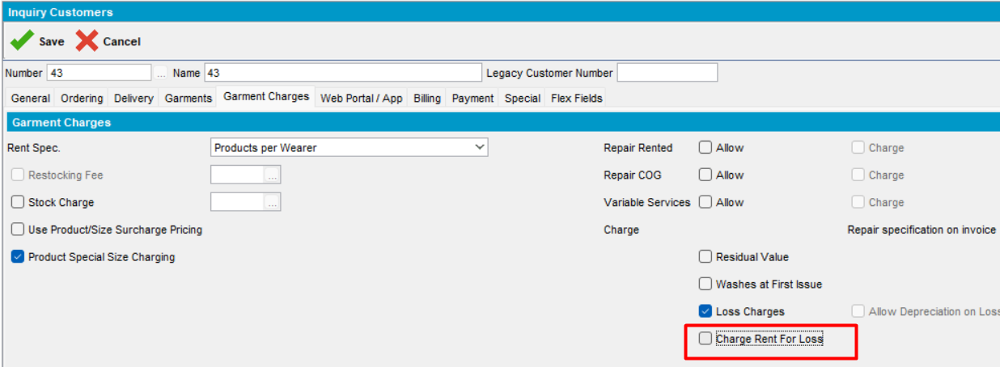 Inquiry Customers
Save Cancel
Number 43 ... Name 43 Legacy Customer Number
General Ordering Delivery Garments Garment Charges Web Portal / App Billing Payment Special Flex Fields
Garment Charges
Rent Spec. Products per Wearer Repair Rented Allow Charge
Restocking Fee ... Repair COG Allow Charge
Stock Charge ... Variable Services Allow Charge
Use Product/Size Surcharge Pricing Charge Repair specification on invoice
Product Special Size Charging Residual Value
Washes at First Issue
Loss Charges Allow Depreciation on Loss
Charge Rent For Loss